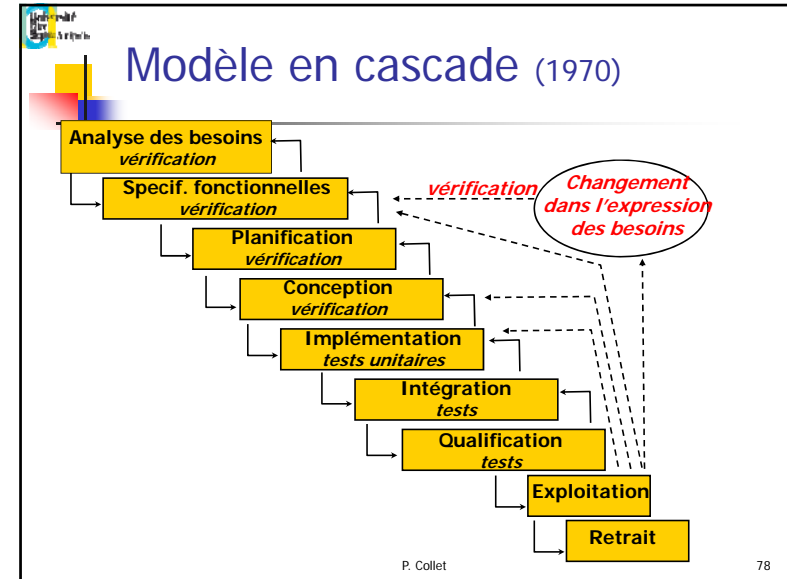 Université
Modèle en cascade (1970)
Analyse des besoins
vérification
Specif. fonctionnelles
vérification
vérification
Changement
dans l'expression
des besoins
Planification
vérification
Conception
vérification
Implémentation
tests unitaires
Intégration
tests
Qualification
tests
Exploitation
Retrait
P. Collet
78